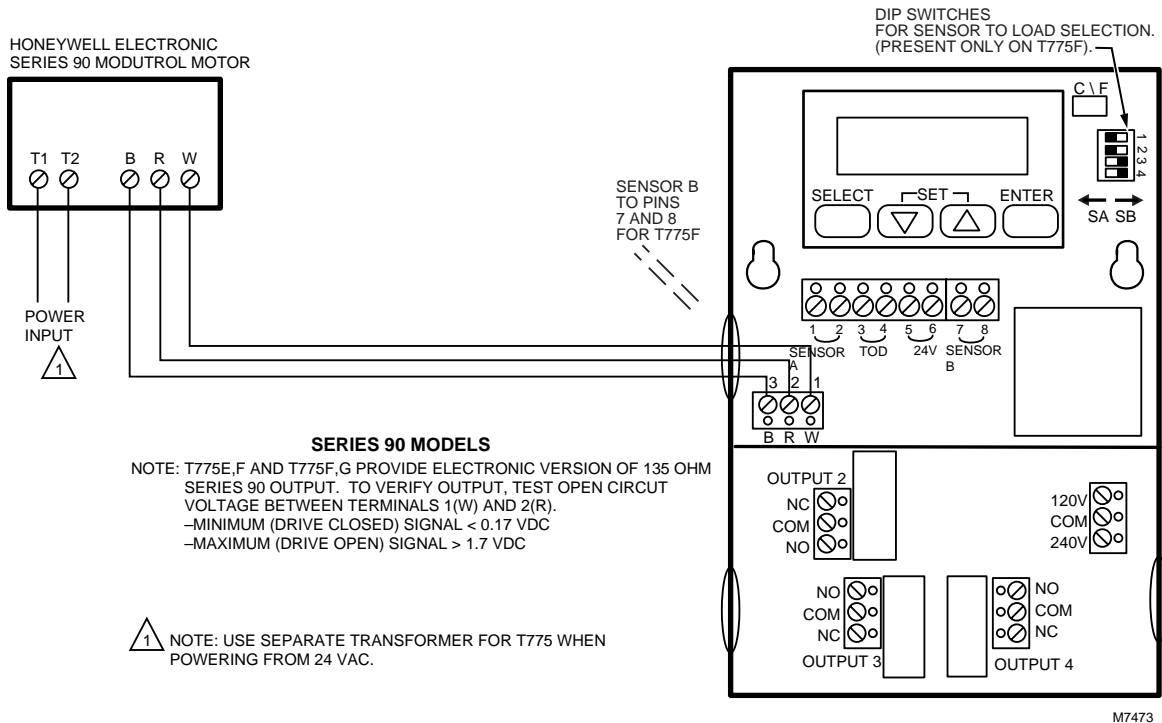 HONEYWELL ELECTRONIC
SERIES 90 MODUTROL MOTOR
T1 T2 B R W
POWER
INPUT
1
DIP SWITCHES
FOR SENSOR TO LOAD SELECTION.
(PRESENT ONLY ON T775F).
C \ F
1
2
3
4
SA SB
SELECT
SET
ENTER
SENSOR B
TO PINS
7 AND 8
FOR T775F
1 2 3 4 5 6 7 8
SENSOR
A
TOD
24V
SENSOR
B
3 2 1
B R W
SERIES 90 MODELS
NOTE: T775E,F AND T775F,G PROVIDE ELECTRONIC VERSION OF 135 OHM
SERIES 90 OUTPUT. TO VERIFY OUTPUT, TEST OPEN CIRCUT
VOLTAGE BETWEEN TERMINALS 1(W) AND 2(R).
–MINIMUM (DRIVE CLOSED) SIGNAL < 0.17 VDC
–MAXIMUM (DRIVE OPEN) SIGNAL > 1.7 VDC
1 NOTE: USE SEPARATE TRANSFORMER FOR T775 WHEN
POWERING FROM 24 VAC.
OUTPUT 2
NC
COM
NO
120V
COM
240V
NO
COM
NC
OUTPUT 3
NO
COM
NC
OUTPUT 4
M7473